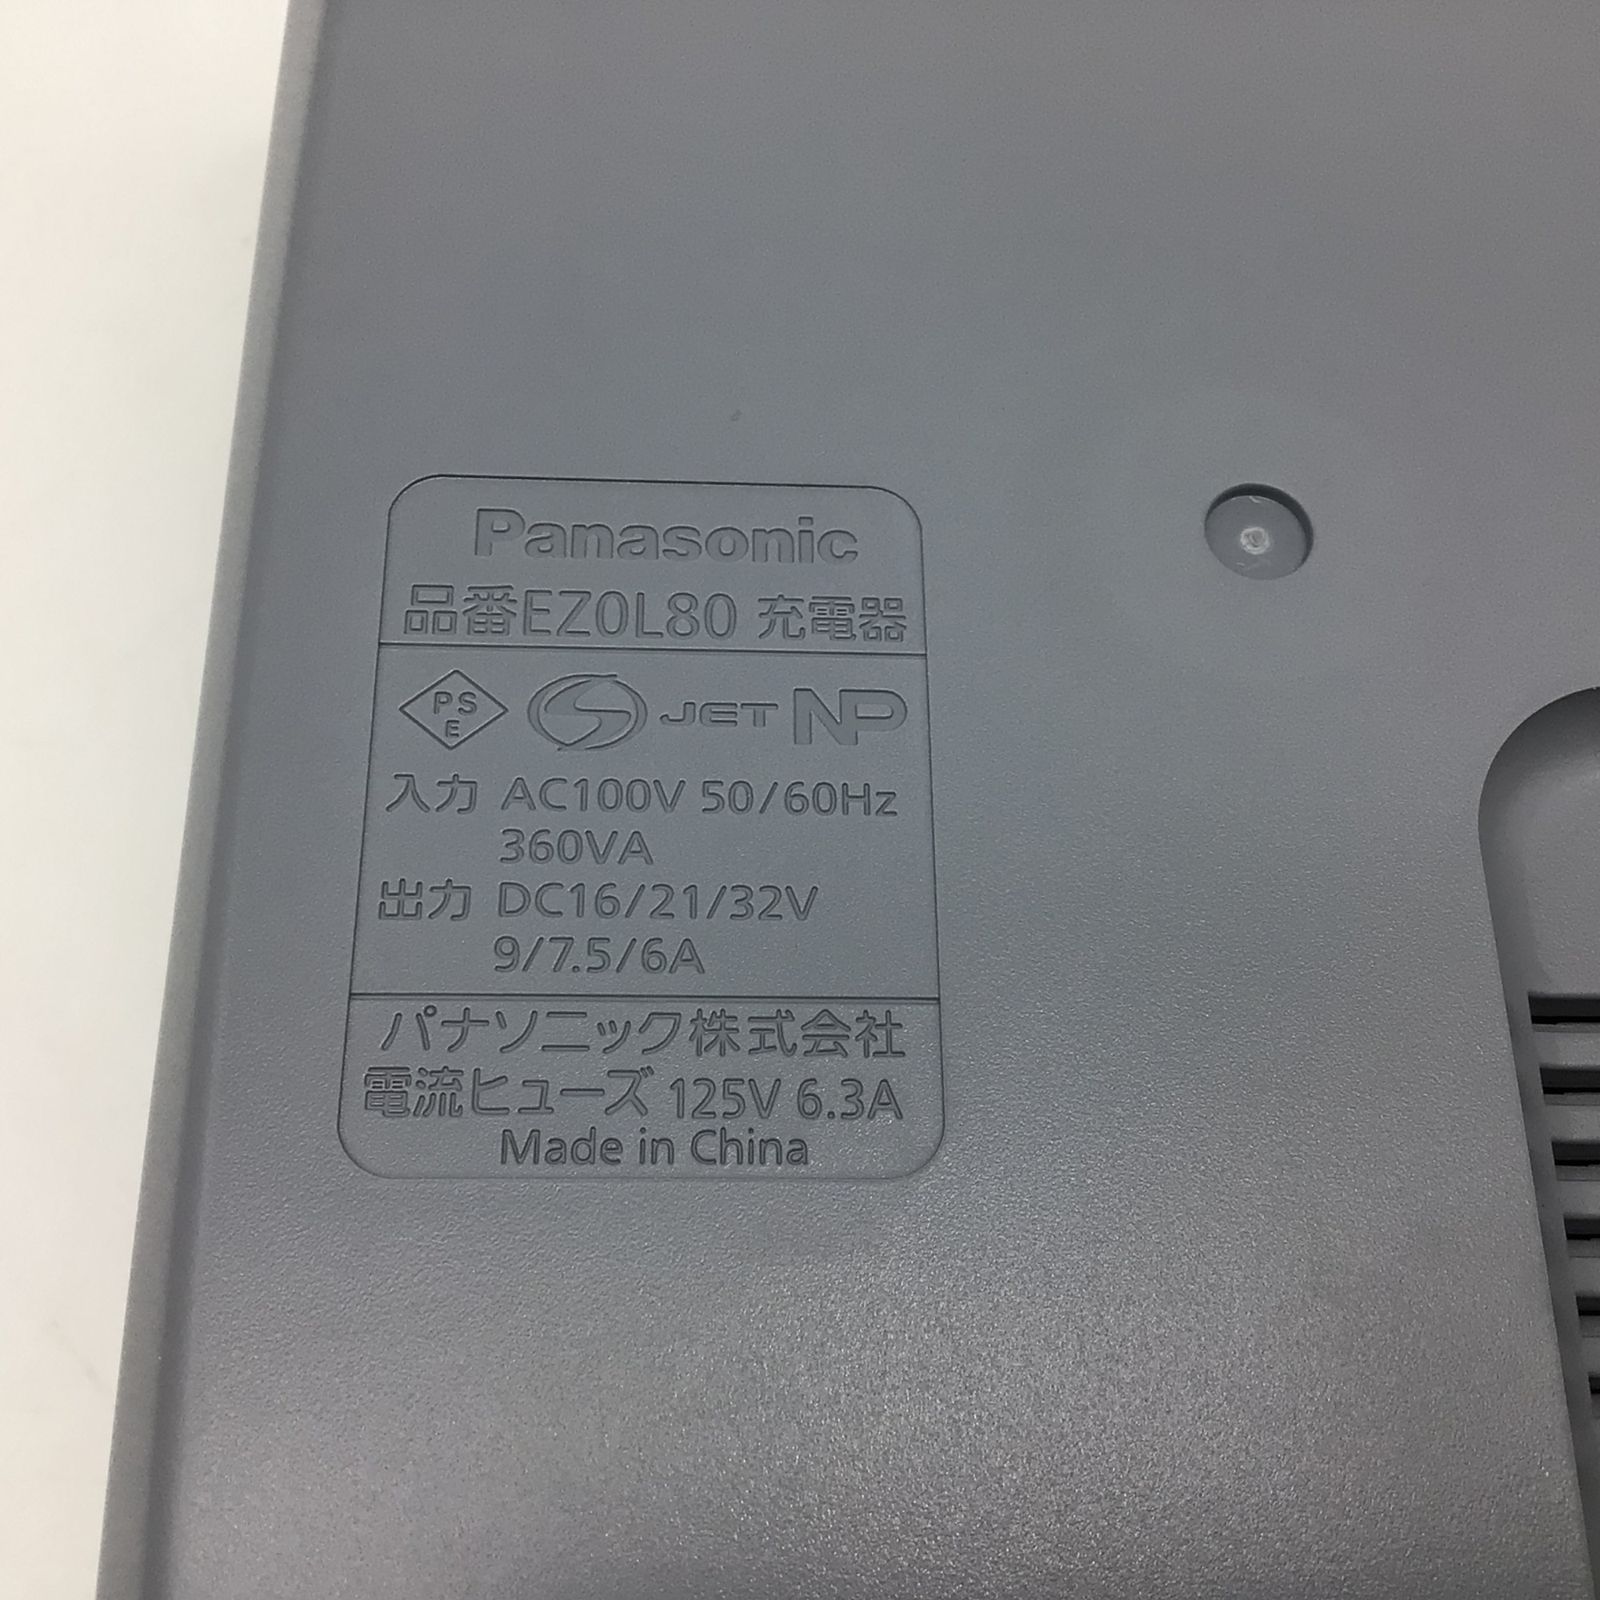 Panasonic
品番EZ0L80 充電器
PSE S JET NP
入力 AC100V 50/60Hz
360VA
出力 DC16/21/32V
9/7.5/6A
パナソニック株式会社
電流ヒューズ 125V 6.3A
Made in China